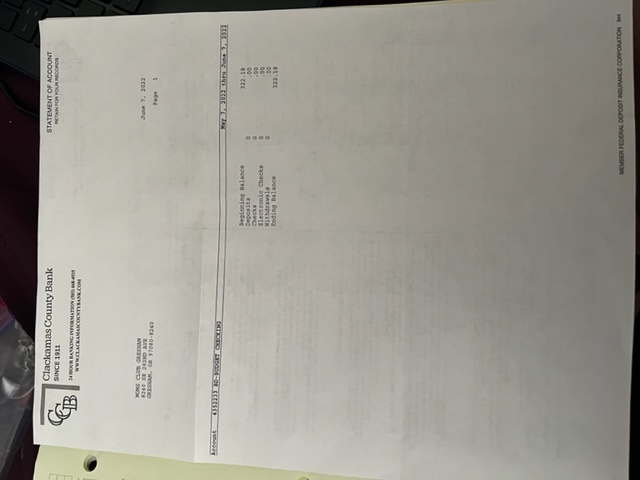 CCB
Clackamas County Bank
SINCE 1911
24 HOUR BANKING INFORMATION (503) 668-4335
WWW.CLACKAMASCOUNTYBANK.COM
STATEMENT OF ACCOUNT
RETAIN FOR YOUR RECORDS
MOMS CLUB GRESHAM
8240 SE 282ND AVE
GRESHAM, OR 97080-8240
June 7, 2022
Page 1
Account 4352233 BD-BUDGET CHECKING May 7, 2022 thru June 7, 2022
Beginning Balance 322.18
Deposits 0 .00
Checks 0 .00
Electronic Checks 0 .00
Withdrawals 0 .00
Ending Balance 322.18
MEMBER FEDERAL DEPOSIT INSURANCE CORPORATION